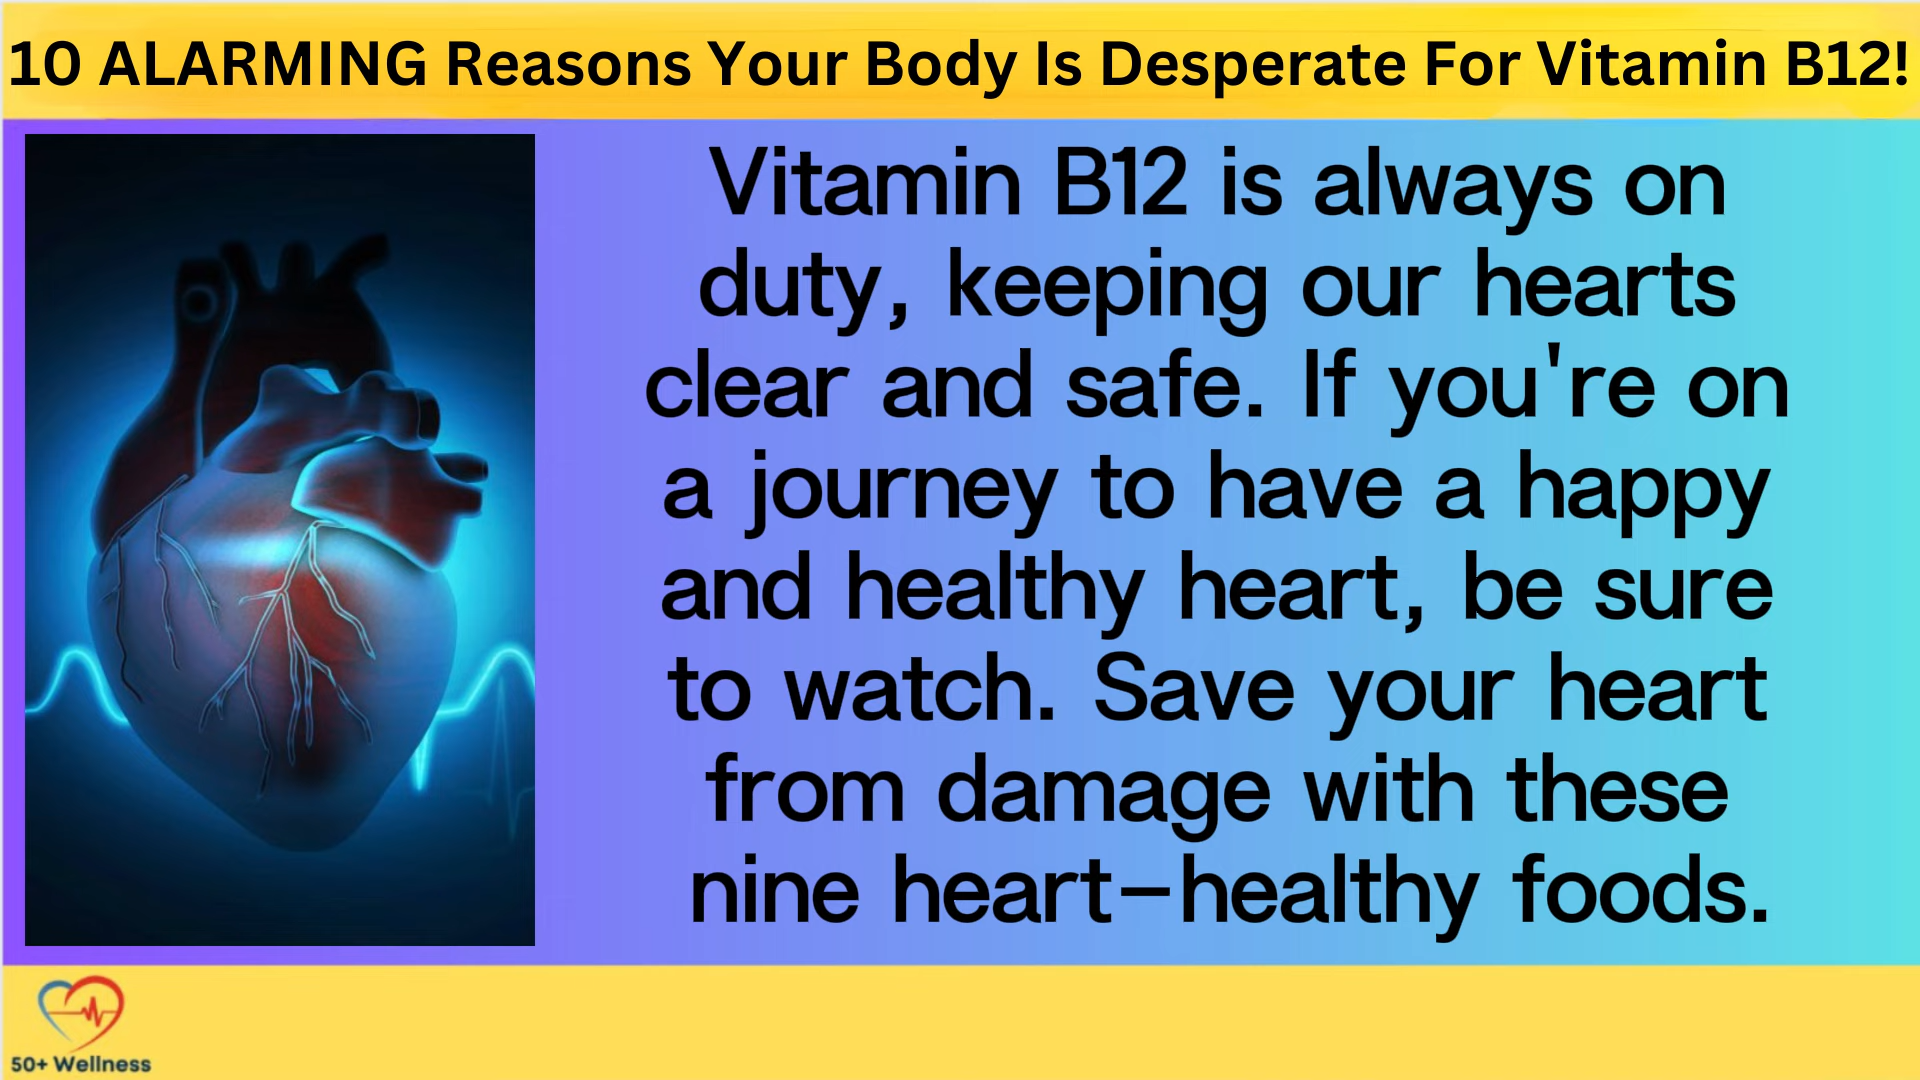 10 ALARMING Reasons Your Body Is Desperate For Vitamin B12!
Vitamin B12 is always on
duty, keeping our hearts
clear and safe. If you're on
a journey to have a happy
and healthy heart, be sure
to watch. Save your heart
from damage with these
nine heart-healthy foods.
50+ Wellness